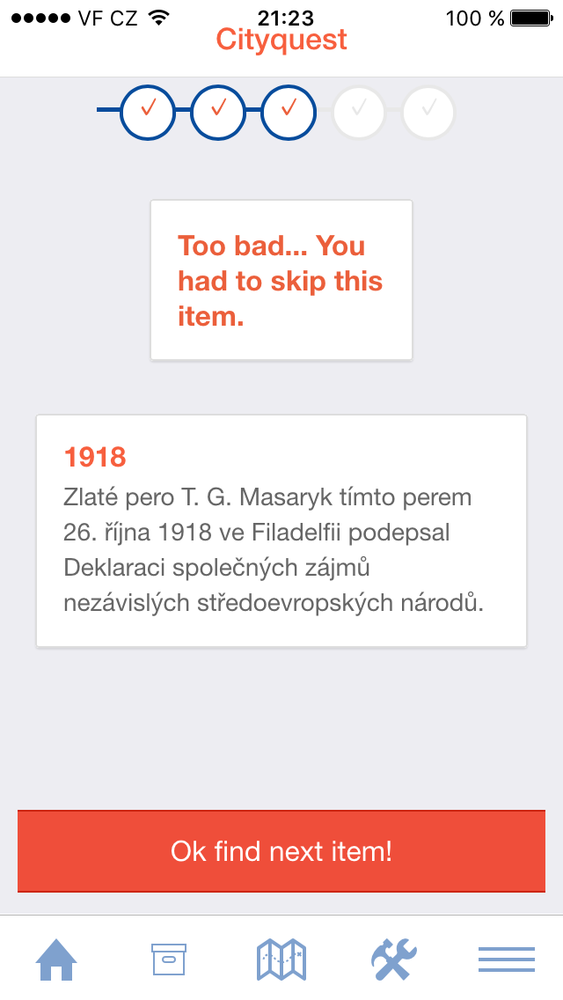 VF CZ 21:23 100 %
Cityquest
Too bad... You
had to skip this
item.
1918
Zlaté pero T. G. Masaryk tímto perem
26. října 1918 ve Filadelfii podepsal
Deklaraci společných zájmů
nezávislých středoevropských národů.
Ok find next item!